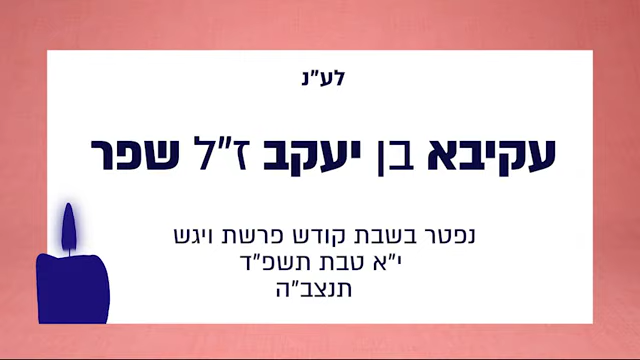 לע"נ
עקיבא בן יעקב ז"ל שפר
נפטר בשבת קודש פרשת ויגש
י"א טבת תשפ"ד
תנצב"ה